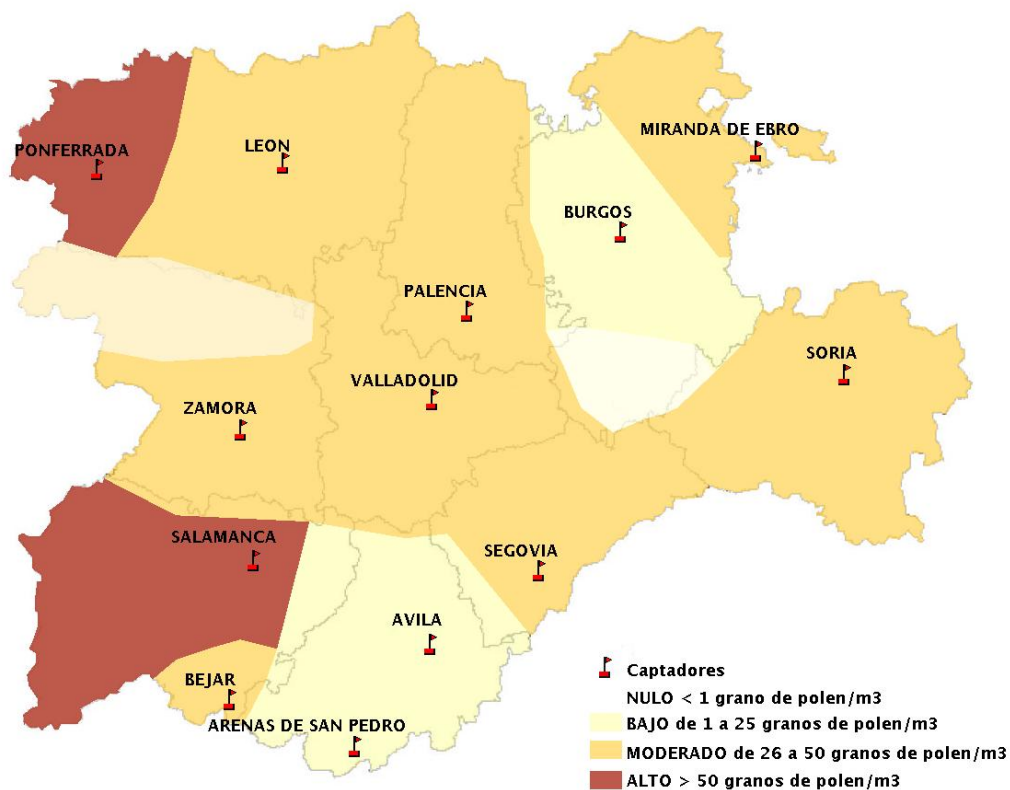 MIRANDA DE EBRO
PONFERRADA
LEON
BURGOS
PALENCIA
SORIA
VALLADOLID
ZAMORA
SALAMANCA
SEGOVIA
AVILA
BEJAR
ARENAS DE SAN PEDRO
Captadores
NULO < 1 grano de polen/m3
BAJO de 1 a 25 granos de polen/m3
MODERADO de 26 a 50 granos de polen/m3
ALTO > 50 granos de polen/m3